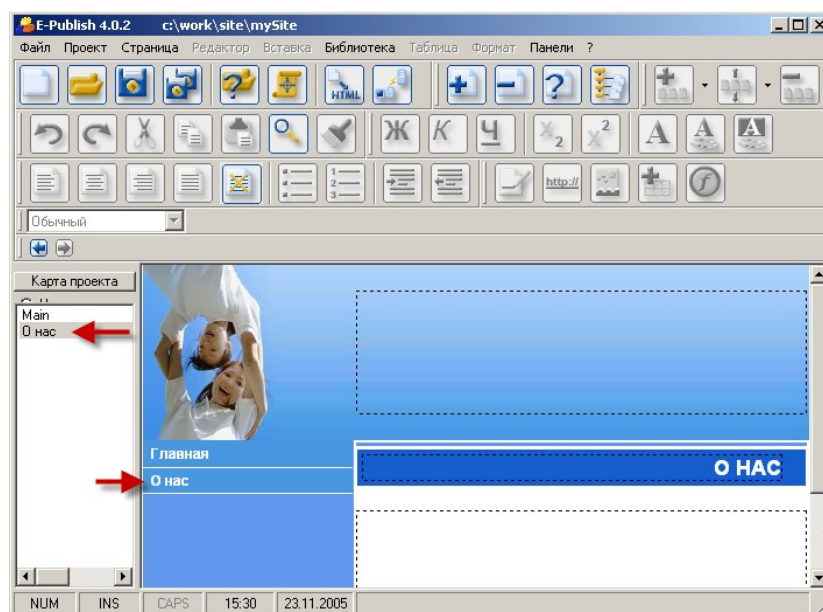 E-Publish 4.0.2 c:\work\site\mySite
Файл Проект Страница Редактор Вставка Библиотека Таблица Формат Панели ?
HTML
Ж К Ч X₂ X² A A A
http://
Обычный
Карта проекта
Main
О нас
Главная
О нас
О НАС
NUM INS CAPS 15:30 23.11.2005